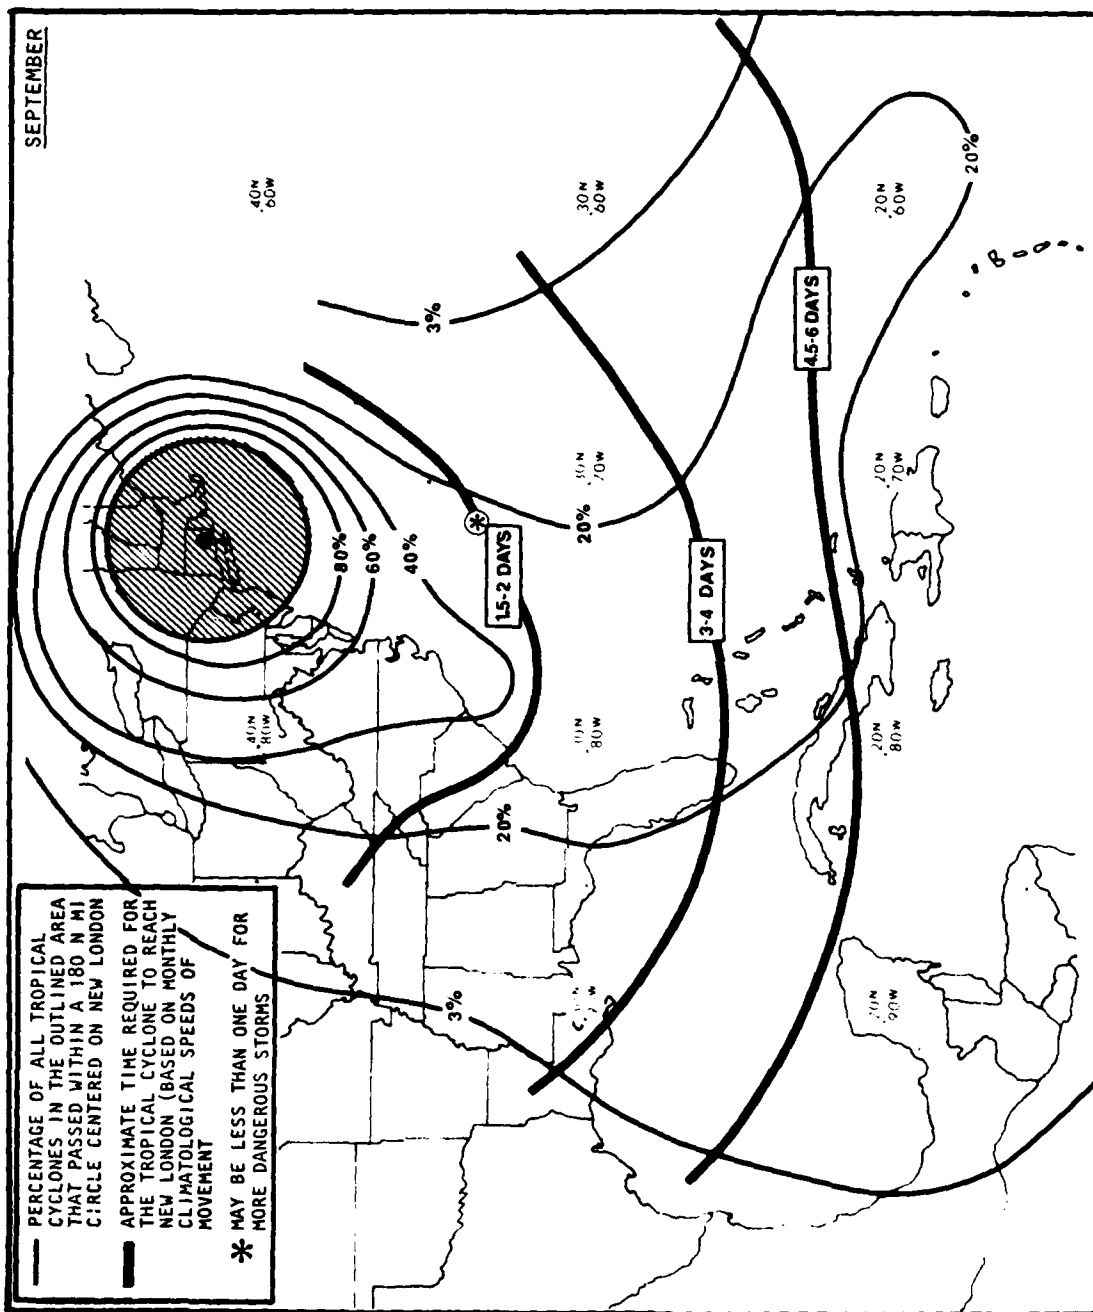 SEPTEMBER
PERCENTAGE OF ALL TROPICAL
CYCLONES IN THE OUTLINED AREA
THAT PASSED WITHIN A 180 N MI
CIRCLE CENTERED ON NEW LONDON
APPROXIMATE TIME REQUIRED FOR
THE TROPICAL CYCLONE TO REACH
NEW LONDON (BASED ON MONTHLY
CLIMATOLOGICAL SPEEDS OF
MOVEMENT
* MAY BE LESS THAN ONE DAY FOR
MORE DANGEROUS STORMS
40N
60W
30N
60W
20N
60W
3%
20%
4.5-6 DAYS
30N
70W
20N
70W
20%
*
80%
60%
40%
1.5-2 DAYS
3-4 DAYS
40N
80W
30N
80W
20N
80W
20%
3%
20N
90W